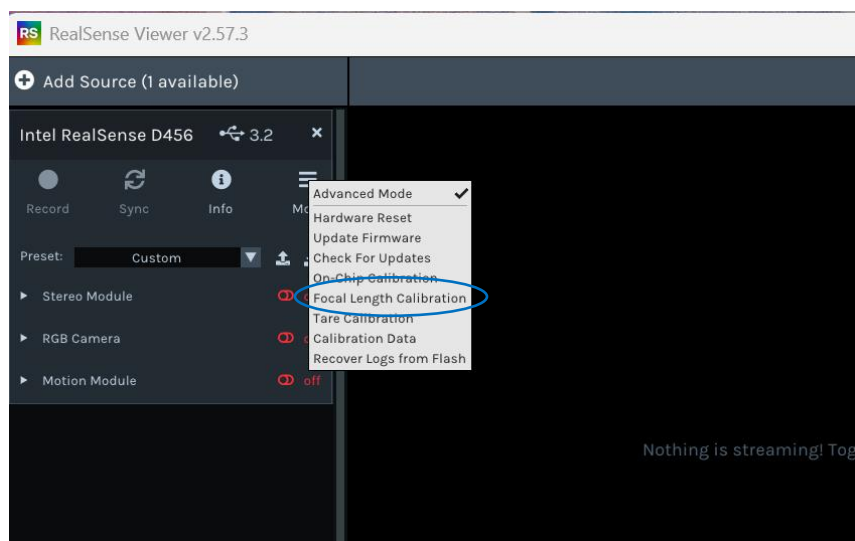 RS RealSense Viewer v2.57.3
Add Source (1 available)
Intel RealSense D456 3.2 ×
Record Sync Info
Preset: Custom
Stereo Module
RGB Camera
Motion Module off
Advanced Mode
Hardware Reset
Update Firmware
Check For Updates
On-Chip Calibration
Focal Length Calibration
Tare Calibration
Calibration Data
Recover Logs from Flash
Nothing is streaming!